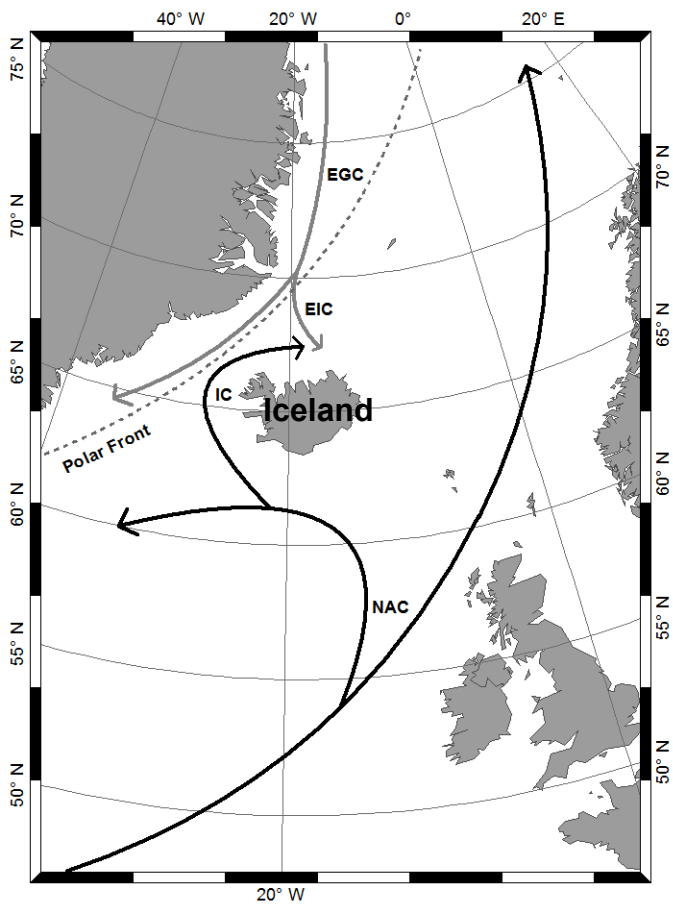 40° W 20° W 0° 20° E
75° N
70° N
65° N
60° N
55° N
50° N
EGC
EIC
IC
Iceland
Polar Front
NAC
70° N
65° N
60° N
55° N
50° N
20° W